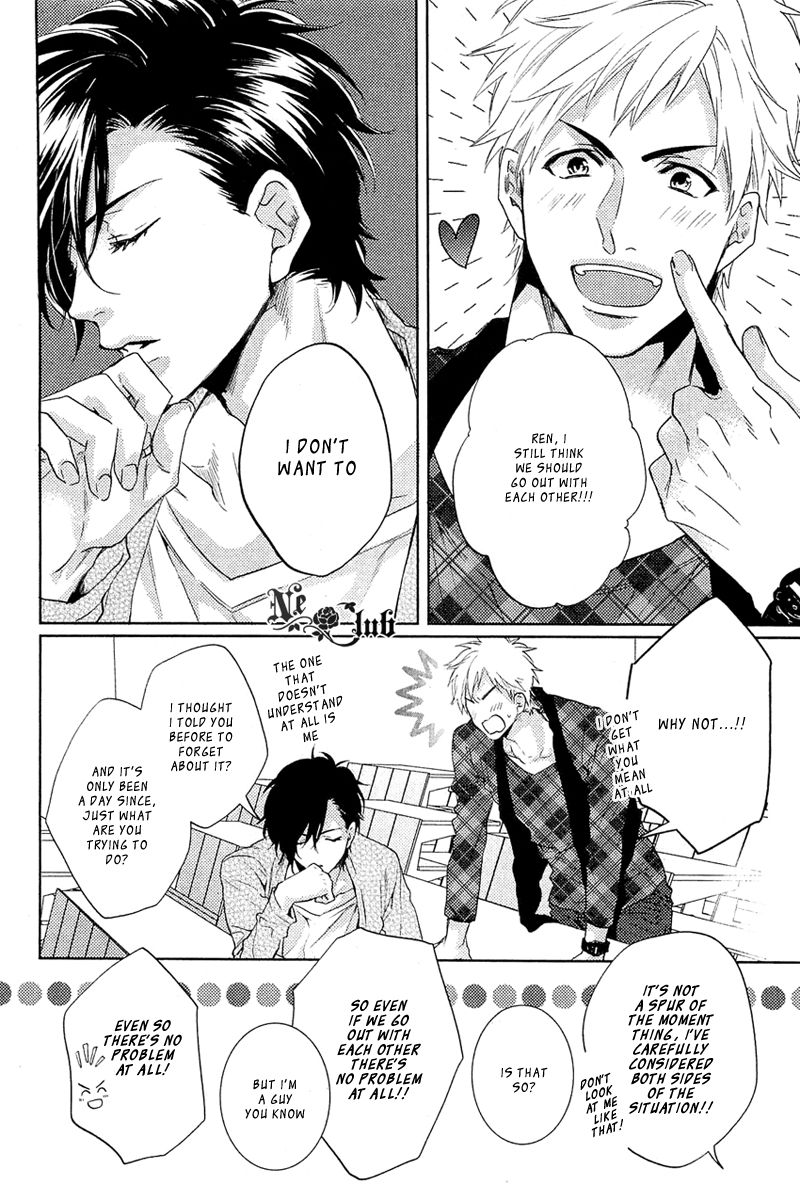 REN, I
STILL THINK
WE SHOULD
GO OUT WITH
EACH OTHER!!!
I DON'T
WANT TO
WHY NOT...!!
I DON'T
GET
WHAT
YOU
MEAN
AT ALL
THE ONE
THAT
DOESN'T
UNDERSTAND
AT ALL IS
ME
I THOUGHT
I TOLD YOU
BEFORE TO
FORGET
ABOUT IT?
AND IT'S
ONLY BEEN
A DAY SINCE,
JUST WHAT
ARE YOU
TRYING TO
DO?
IT'S NOT
A SPUR OF
THE MOMENT
THING, I'VE
CAREFULLY
CONSIDERED
BOTH SIDES
OF THE
SITUATION!!
DON'T
LOOK
AT ME
LIKE
THAT!
IS THAT
SO?
SO EVEN
IF WE GO
OUT WITH
EACH OTHER
THERE'S
NO PROBLEM
AT ALL!!
BUT I'M
A GUY
YOU KNOW
EVEN SO
THERE'S NO
PROBLEM
AT ALL!